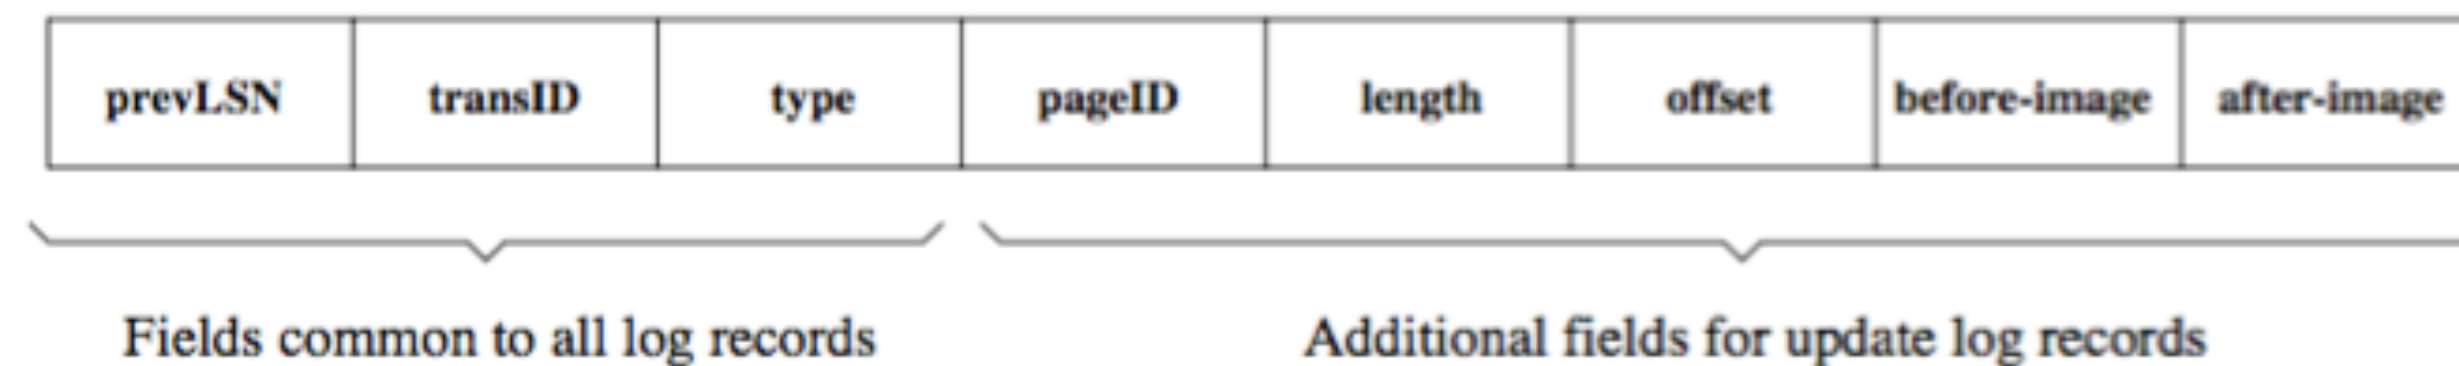 prevLSN transID type pageID length offset before-image after-image
Fields common to all log records Additional fields for update log records